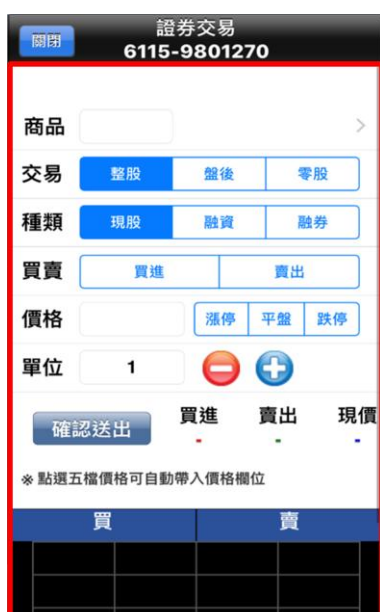 關閉
證券交易
6115-9801270
商品
交易 整股 盤後 零股
種類 現股 融資 融券
買賣 買進 賣出
價格 漲停 平盤 跌停
單位 1
確認送出 買進 賣出 現價
- - -
※ 點選五檔價格可自動帶入價格欄位
買 賣